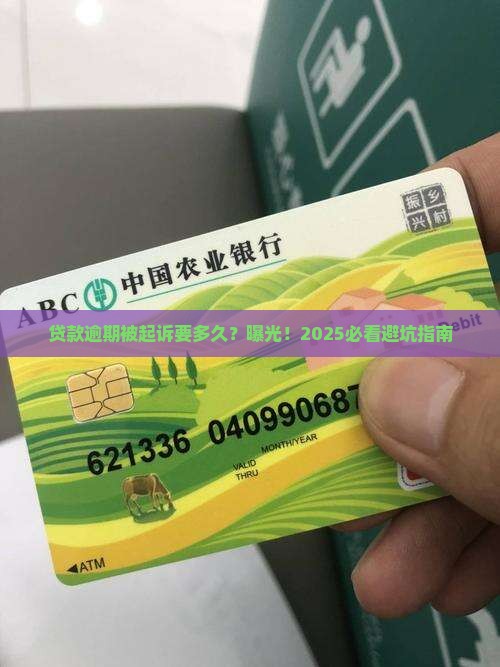 乡村
振兴
ABC 中国农业银行
贷款逾期被起诉要多久？曝光！2025必看避坑指南
621336 040990687
MONTH/YEAR
VALID
THRU
◀ATM